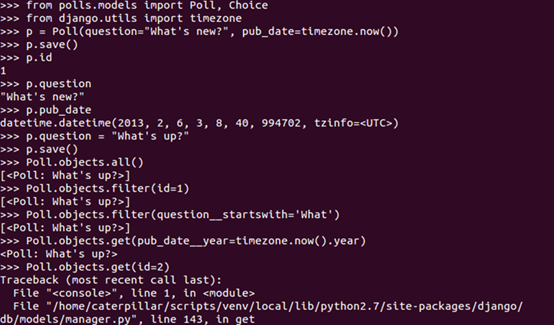 >>> from polls.models import Poll, Choice
>>> from django.utils import timezone
>>> p = Poll(question="What's new?", pub_date=timezone.now())
>>> p.save()
>>> p.id
1
>>> p.question
"What's new?"
>>> p.pub_date
datetime.datetime(2013, 2, 6, 3, 8, 40, 994702, tzinfo=<UTC>)
>>> p.question = "What's up?"
>>> p.save()
>>> Poll.objects.all()
[<Poll: What's up?>]
>>> Poll.objects.filter(id=1)
[<Poll: What's up?>]
>>> Poll.objects.filter(question__startswith='What')
[<Poll: What's up?>]
>>> Poll.objects.get(pub_date__year=timezone.now().year)
<Poll: What's up?>
>>> Poll.objects.get(id=2)
Traceback (most recent call last):
  File "<console>", line 1, in <module>
  File "/home/caterpillar/scripts/venv/local/lib/python2.7/site-packages/django/
db/models/manager.py", line 143, in get